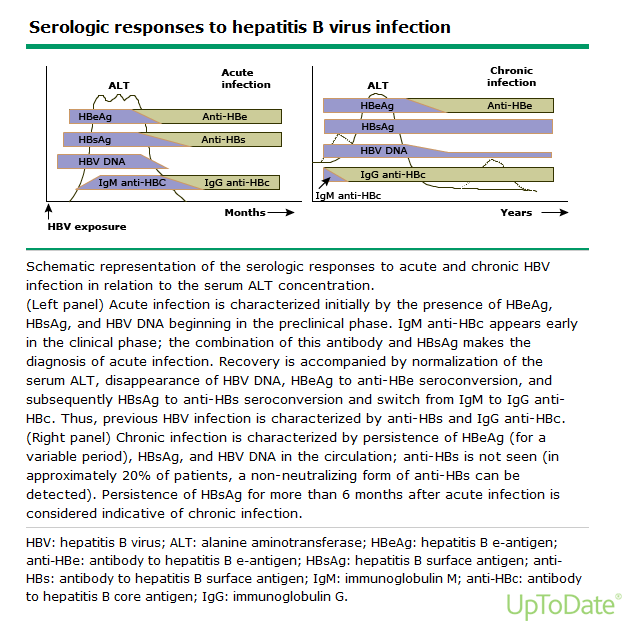 Serologic responses to hepatitis B virus infection
ALT
Acute
infection
HBeAg
Anti-HBe
HBsAg
Anti-HBs
HBV DNA
IgM anti-HBC
IgG anti-HBc
Months
HBV exposure
ALT
Chronic
infection
HBeAg
Anti-HBe
HBsAg
HBV DNA
IgG anti-HBc
IgM anti-HBc
Years
Schematic representation of the serologic responses to acute and chronic HBV
infection in relation to the serum ALT concentration.
(Left panel) Acute infection is characterized initially by the presence of HBeAg,
HBsAg, and HBV DNA beginning in the preclinical phase. IgM anti-HBc appears early
in the clinical phase; the combination of this antibody and HBsAg makes the
diagnosis of acute infection. Recovery is accompanied by normalization of the
serum ALT, disappearance of HBV DNA, HBeAg to anti-HBe seroconversion, and
subsequently HBsAg to anti-HBs seroconversion and switch from IgM to IgG anti-
HBc. Thus, previous HBV infection is characterized by anti-HBs and IgG anti-HBc.
(Right panel) Chronic infection is characterized by persistence of HBeAg (for a
variable period), HBsAg, and HBV DNA in the circulation; anti-HBs is not seen (in
approximately 20% of patients, a non-neutralizing form of anti-HBs can be
detected). Persistence of HBsAg for more than 6 months after acute infection is
considered indicative of chronic infection.
HBV: hepatitis B virus; ALT: alanine aminotransferase; HBeAg: hepatitis B e-antigen;
anti-HBe: antibody to hepatitis B e-antigen; HBsAg: hepatitis B surface antigen; anti-
HBs: antibody to hepatitis B surface antigen; IgM: immunoglobulin M; anti-HBc: antibody
to hepatitis B core antigen; IgG: immunoglobulin G.
UpToDate®